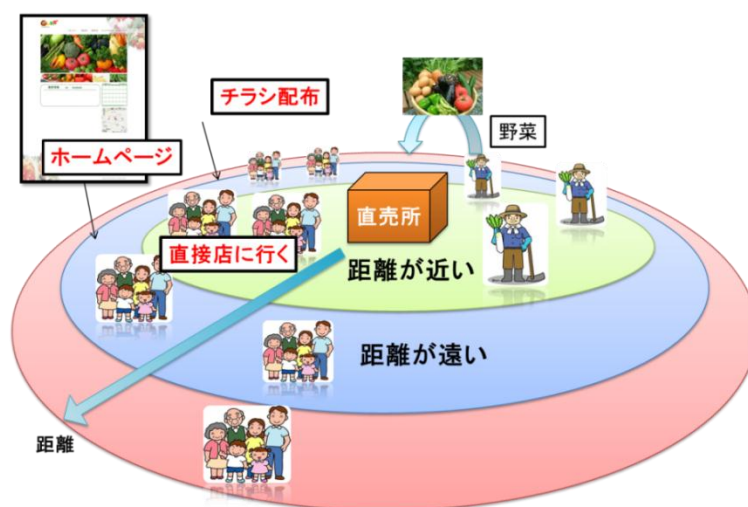 チラシ配布
野菜
ホームページ
直売所
直接店に行く
距離が近い
距離が遠い
距離